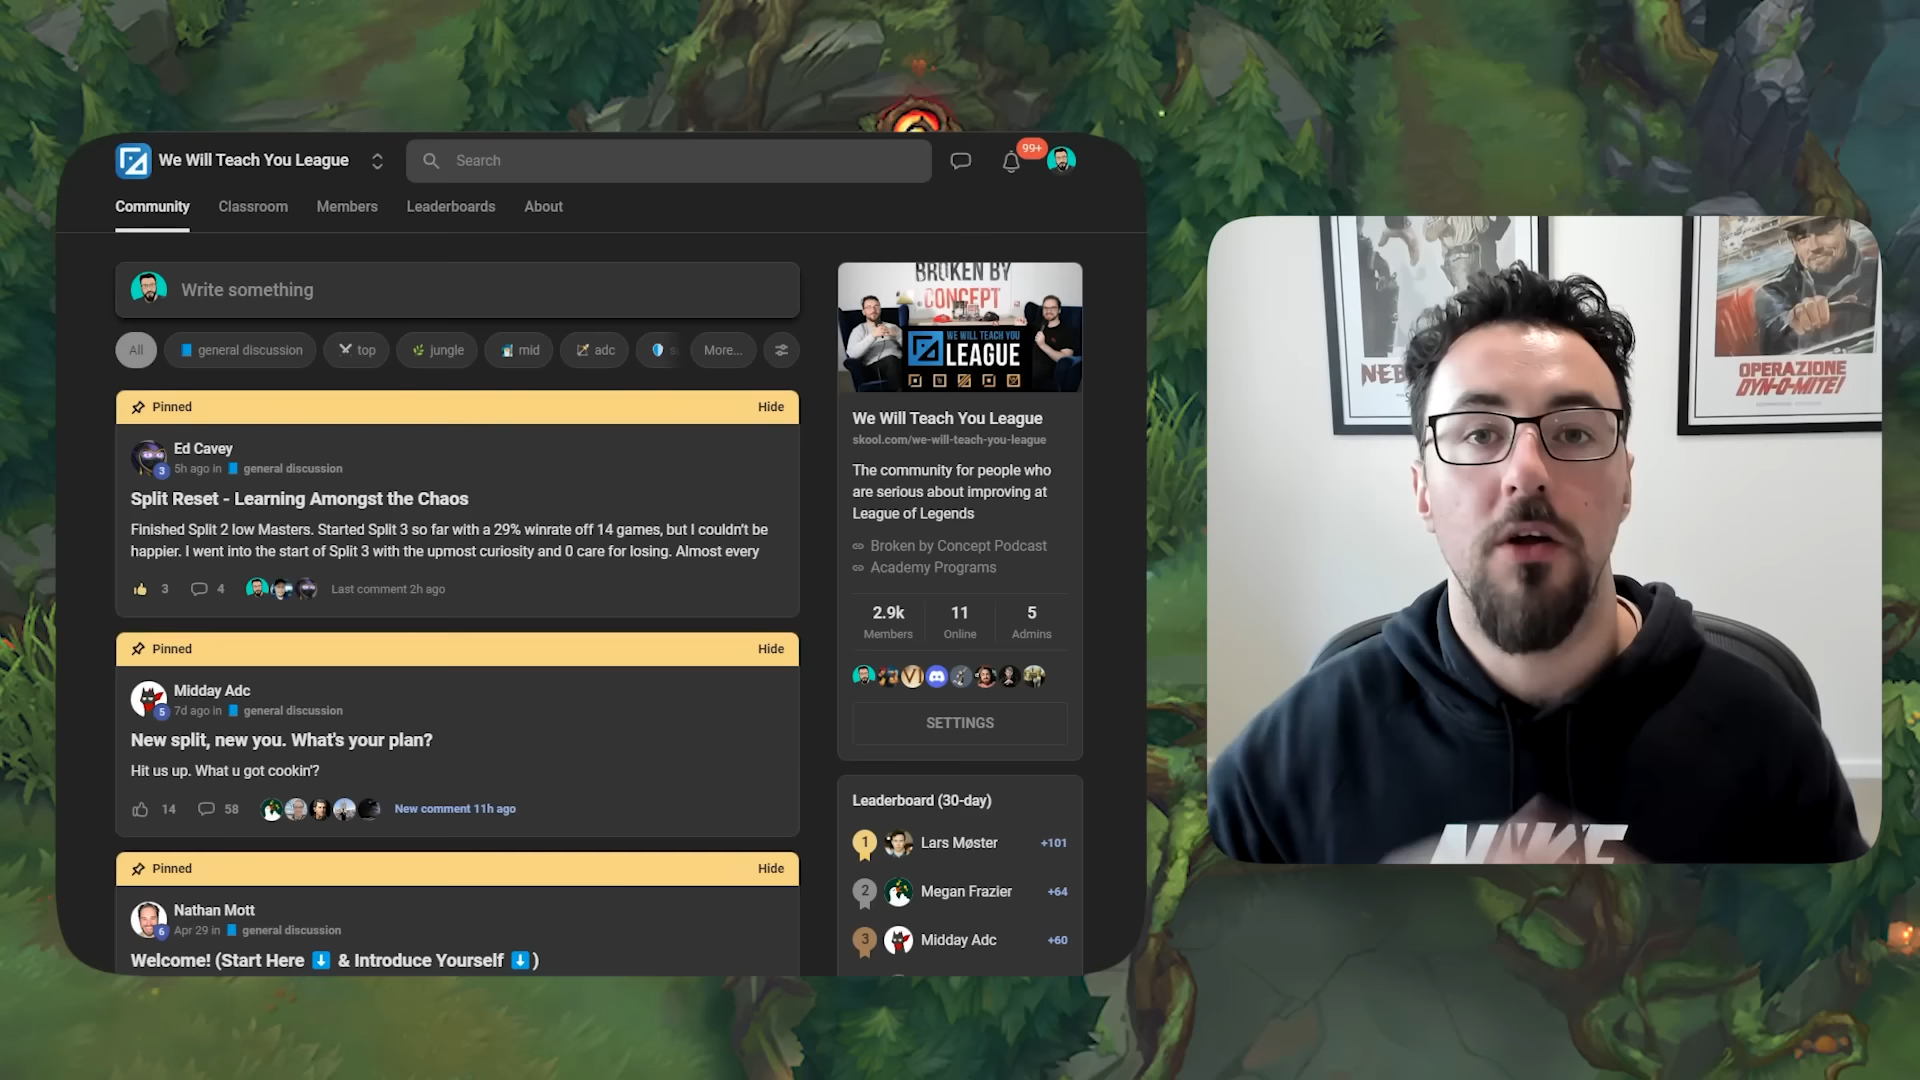 We Will Teach You League
Search
99+
Community
Classroom
Members
Leaderboards
About
Write something
All
general discussion
top
jungle
mid
adc
More...
Pinned
Hide
Ed Cavey
3
5h ago in general discussion
Split Reset - Learning Amongst the Chaos
Finished Split 2 low Masters. Started Split 3 so far with a 29% winrate off 14 games, but I couldn't be
happier. I went into the start of Split 3 with the upmost curiosity and 0 care for losing. Almost every
3
4
Last comment 2h ago
Pinned
Hide
Midday Adc
5
7d ago in general discussion
New split, new you. What's your plan?
Hit us up. What u got cookin'?
14
58
New comment 11h ago
Pinned
Hide
Nathan Mott
6
Apr 29 in general discussion
Welcome! (Start Here ⬇ & Introduce Yourself ⬇)
BROKEN BY
CONCEPT
WE WILL TEACH YOU
LEAGUE
We Will Teach You League
skool.com/we-will-teach-you-league
The community for people who
are serious about improving at
League of Legends
Broken by Concept Podcast
Academy Programs
2.9k
Members
11
Online
5
Admins
SETTINGS
Leaderboard (30-day)
1
Lars Møster
+101
2
Megan Frazier
+64
3
Midday Adc
+60
OPERAZIONE
DYN-O-MITE!
NIKE